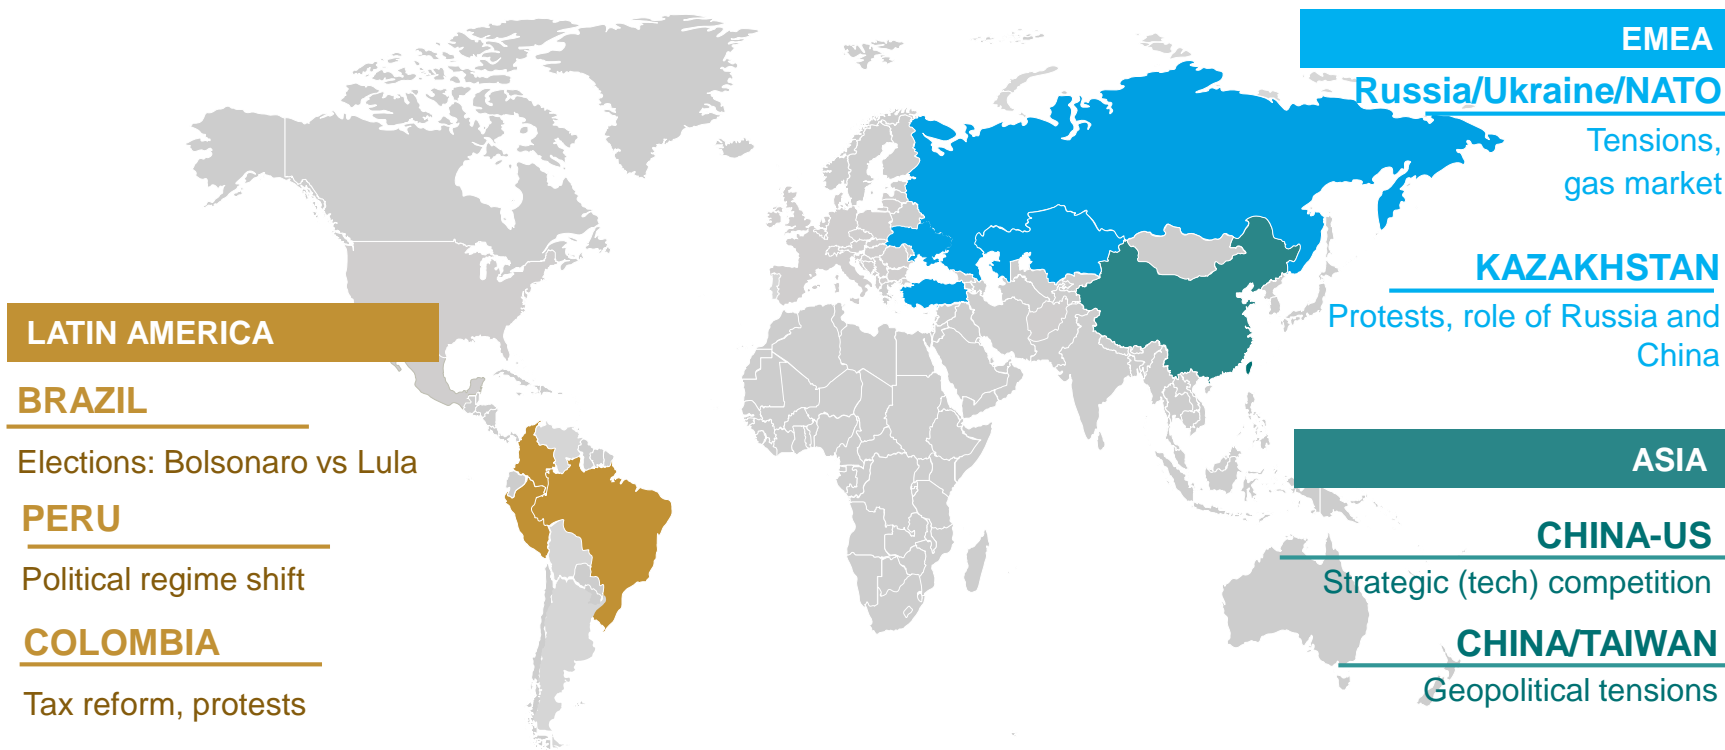 LATIN AMERICA
BRAZIL
Elections: Bolsonaro vs Lula
PERU
Political regime shift
COLOMBIA
Tax reform, protests
EMEA
Russia/Ukraine/NATO
Tensions,
gas market
KAZAKHSTAN
Protests, role of Russia and
China
ASIA
CHINA-US
Strategic (tech) competition
CHINA/TAIWAN
Geopolitical tensions